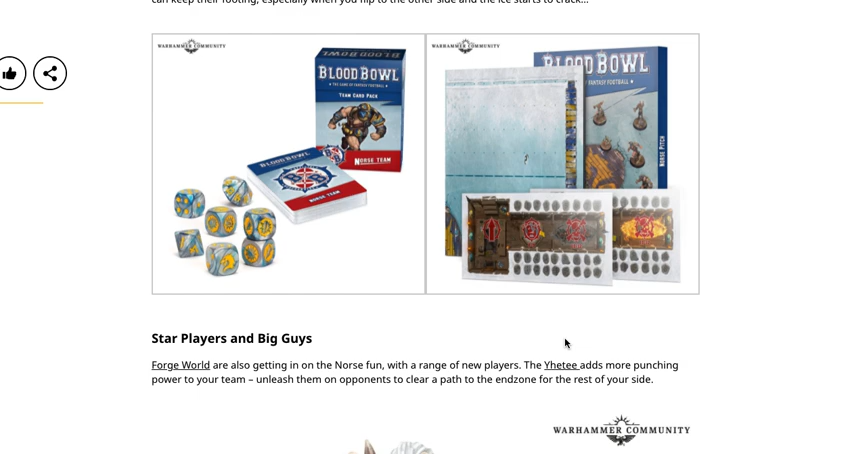 can keep their footing, especially when you flip to the other side and the ice starts to crack...
WARHAMMER COMMUNITY
BLOOD BOWL
BLOOD BOWL
THE GAME OF FANTASY FOOTBALL
TEAM CARD PACK
NORSE TEAM
BLOOD BOWL
NORSE TEAM
WARHAMMER COMMUNITY
BLOOD BOWL
FANTASY FOOTBALL
NORSE PITCH
Star Players and Big Guys
Forge World are also getting in on the Norse fun, with a range of new players. The Yhetee adds more punching
power to your team – unleash them on opponents to clear a path to the endzone for the rest of your side.
WARHAMMER COMMUNITY